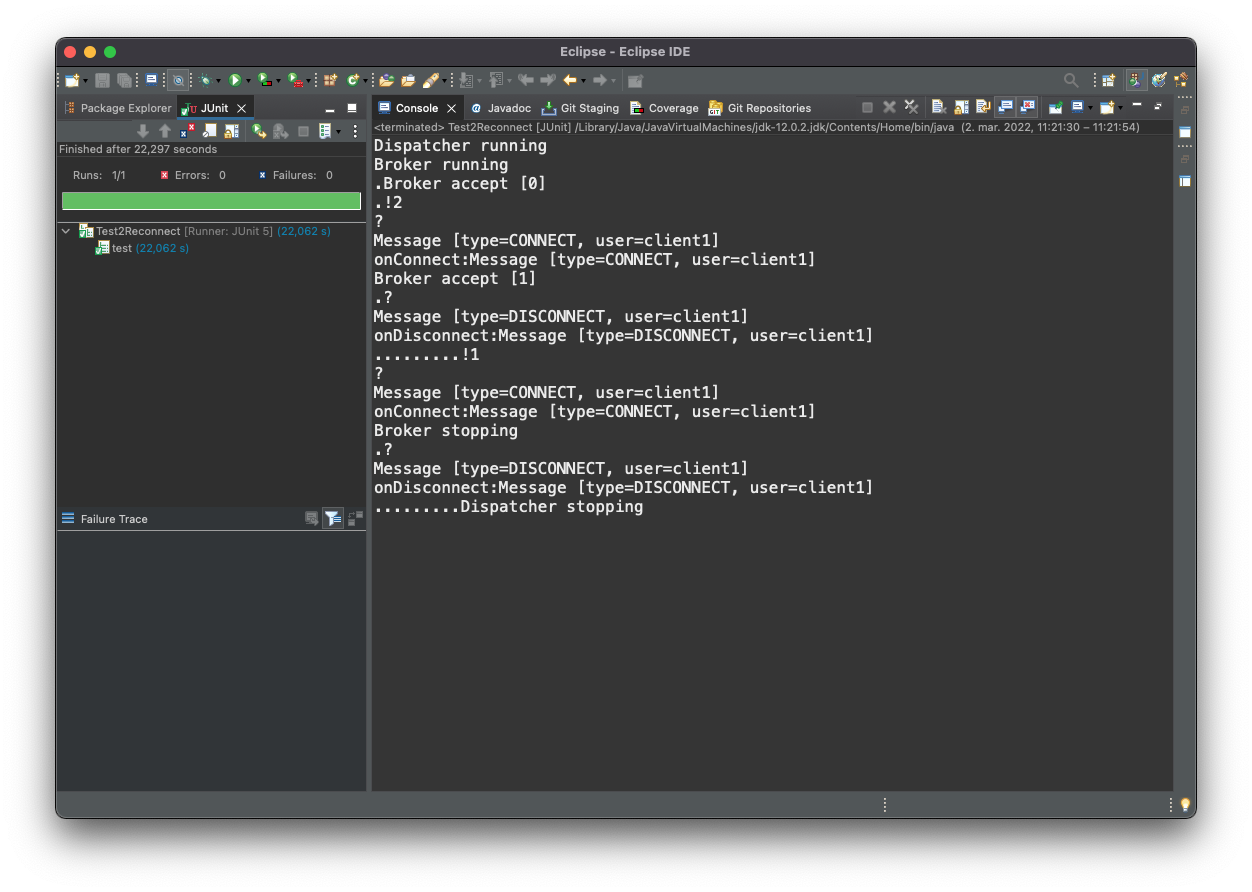 Eclipse - Eclipse IDE
Package Explorer
JUnit
Finished after 22,297 seconds
Runs: 1/1
Errors: 0
Failures: 0
Test2Reconnect [Runner: JUnit 5] (22,062 s)
test (22,062 s)
Failure Trace
Console
Javadoc
Git Staging
Coverage
GIT
Git Repositories
<terminated> Test2Reconnect [JUnit] /Library/Java/JavaVirtualMachines/jdk-12.0.2.jdk/Contents/Home/bin/java (2. mar. 2022, 11:21:30 – 11:21:54)
Dispatcher running
Broker running
.Broker accept [0]
.!2
?
Message [type=CONNECT, user=client1]
onConnect:Message [type=CONNECT, user=client1]
Broker accept [1]
.?
Message [type=DISCONNECT, user=client1]
onDisconnect:Message [type=DISCONNECT, user=client1]
.........!1
?
Message [type=CONNECT, user=client1]
onConnect:Message [type=CONNECT, user=client1]
Broker stopping
.?
Message [type=DISCONNECT, user=client1]
onDisconnect:Message [type=DISCONNECT, user=client1]
.........Dispatcher stopping